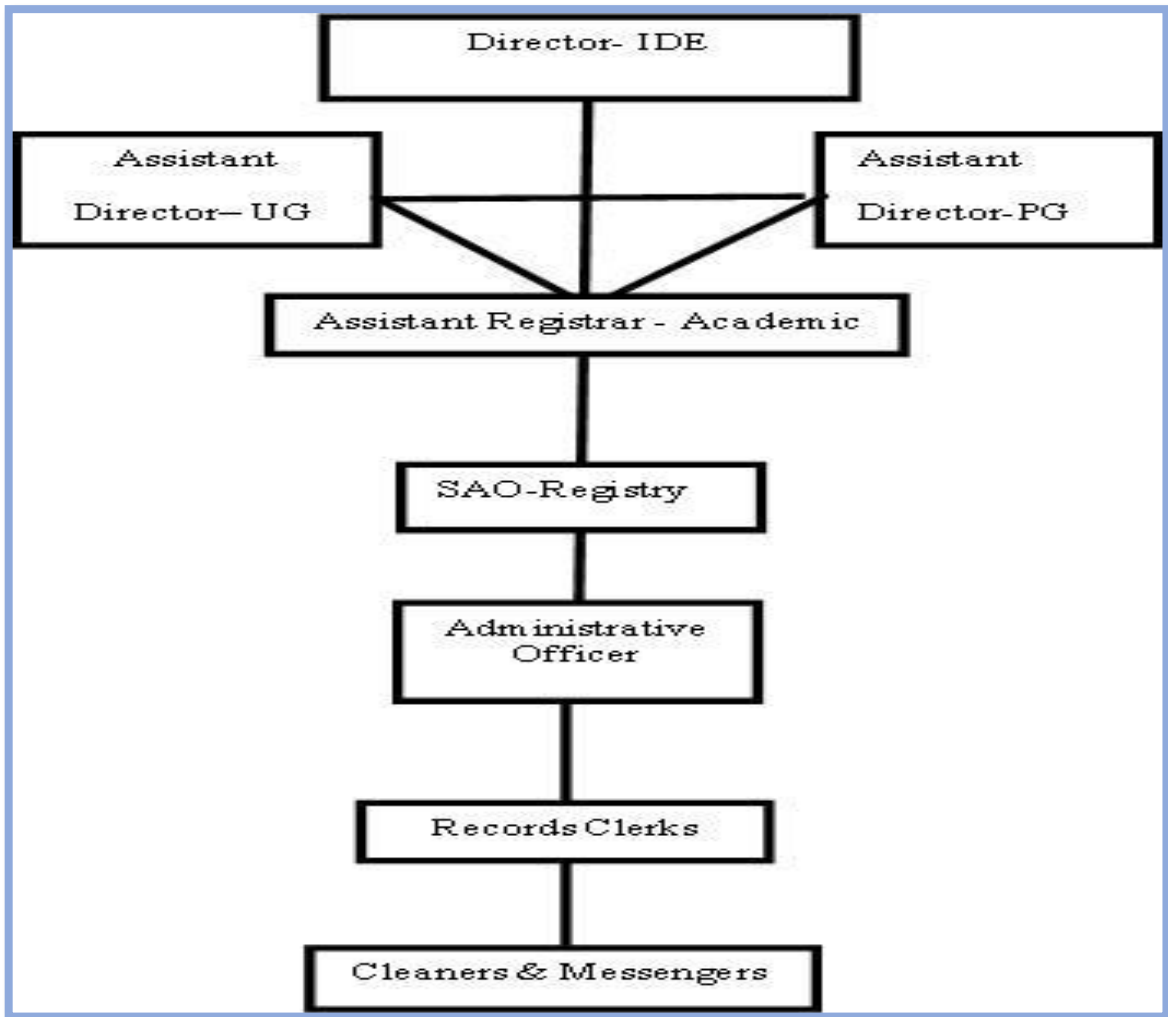 Director- IDE
Assistant
Director– UG
Assistant
Director-PG
Assistant Registrar - Academic
SAO-Registry
Administrative
Officer
Records Clerks
Cleaners & Messengers